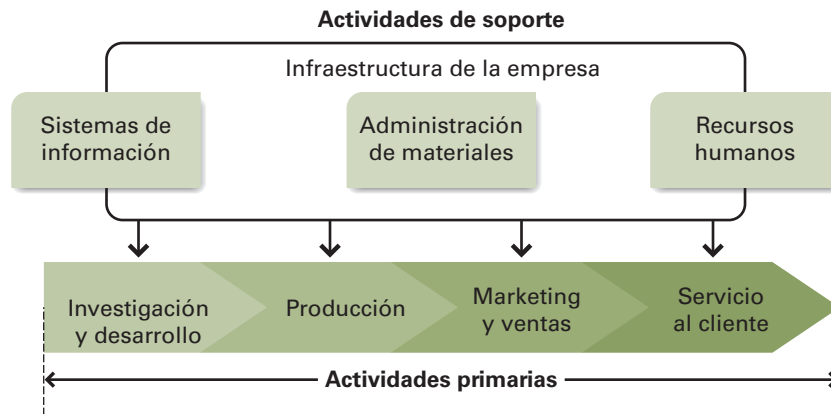 Actividades de soporte
Infraestructura de la empresa
Sistemas de
información
Administración
de materiales
Recursos
humanos
Investigación
y desarrollo
Producción
Marketing
y ventas
Servicio
al cliente
Actividades primarias